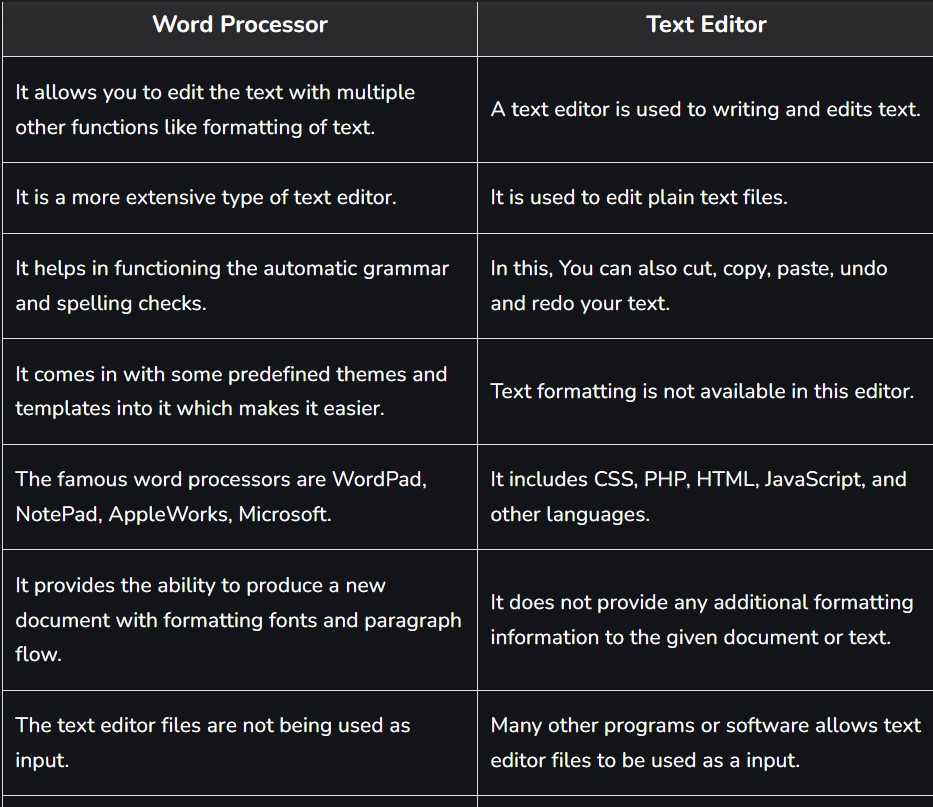 Word Processor
Text Editor
It allows you to edit the text with multiple
other functions like formatting of text.
A text editor is used to writing and edits text.
It is a more extensive type of text editor.
It is used to edit plain text files.
It helps in functioning the automatic grammar
and spelling checks.
In this, You can also cut, copy, paste, undo
and redo your text.
It comes in with some predefined themes and
templates into it which makes it easier.
Text formatting is not available in this editor.
The famous word processors are WordPad,
NotePad, AppleWorks, Microsoft.
It includes CSS, PHP, HTML, JavaScript, and
other languages.
It provides the ability to produce a new
document with formatting fonts and paragraph
flow.
It does not provide any additional formatting
information to the given document or text.
The text editor files are not being used as
input.
Many other programs or software allows text
editor files to be used as a input.